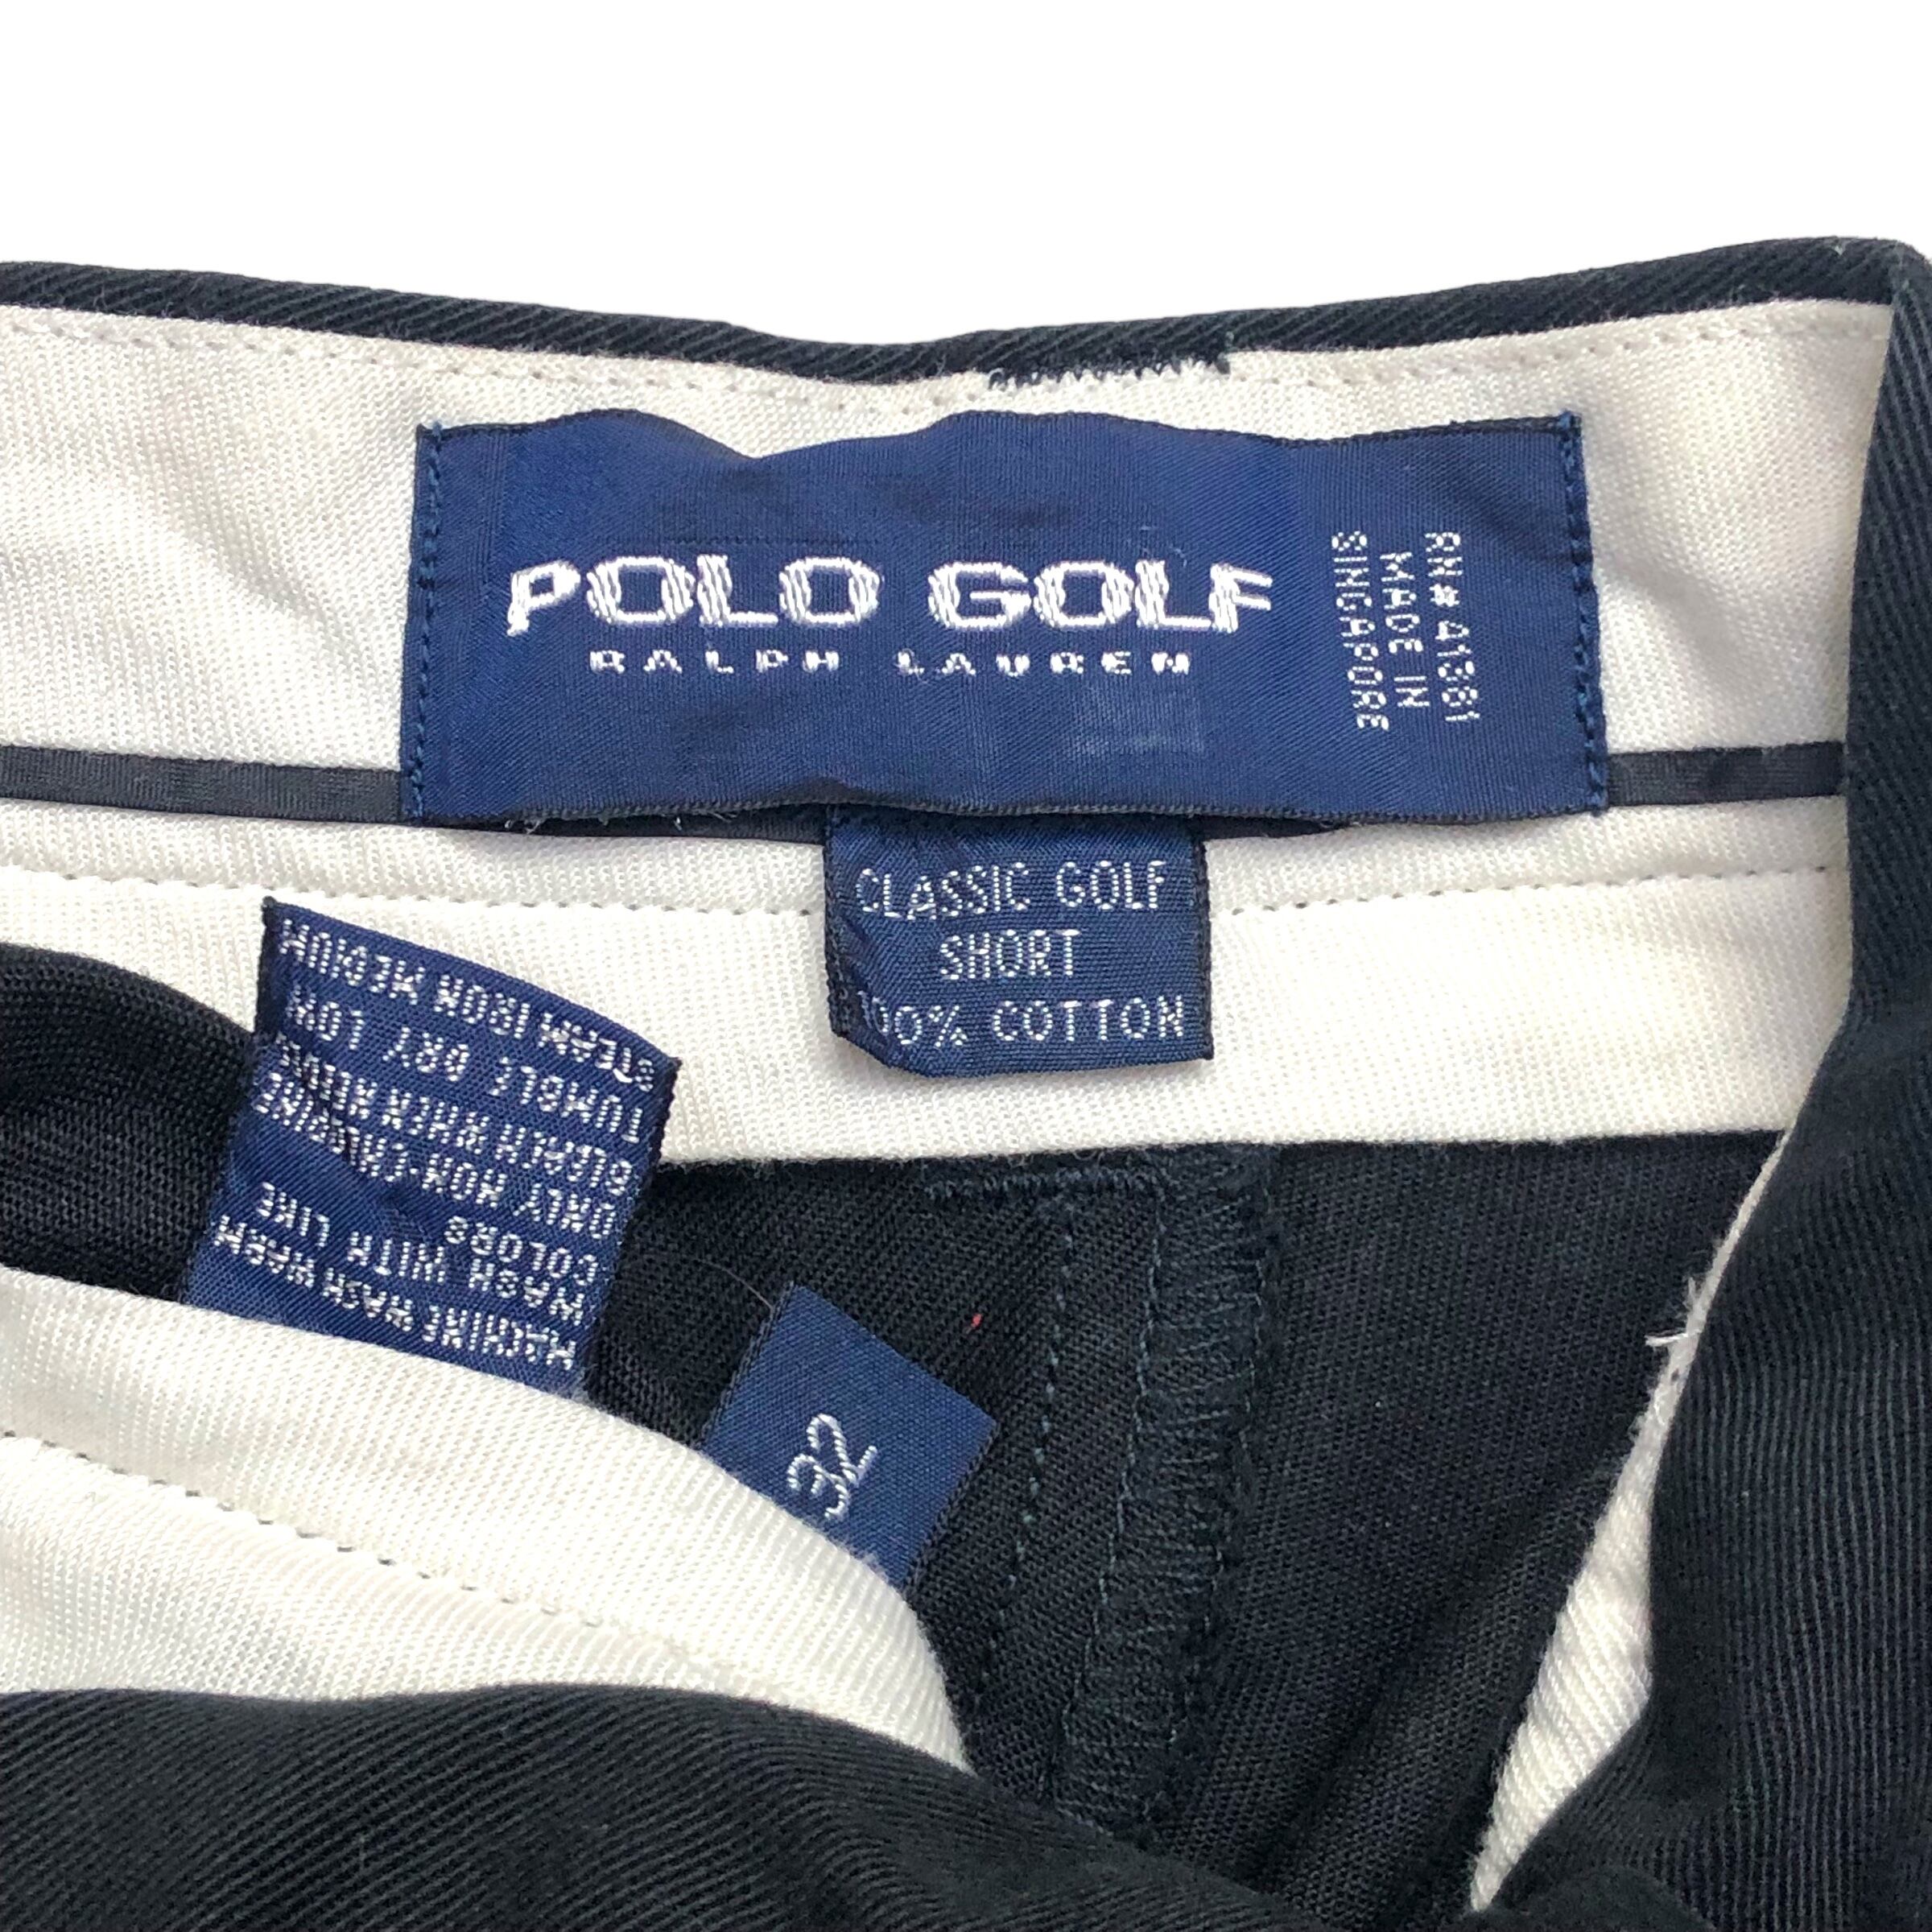 POLO GOLF
RALPH LAUREN
RN# 41381
MADE IN
SINGAPORE
CLASSIC GOLF
SHORT
100% COTTON
MACHINE WASH WARM
WASH WITH LIKE
COLORS
ONLY NON-CHLORINE
BLEACH WHEN NEEDED
TUMBLE DRY LOW
STEAM IRON MEDIUM
32